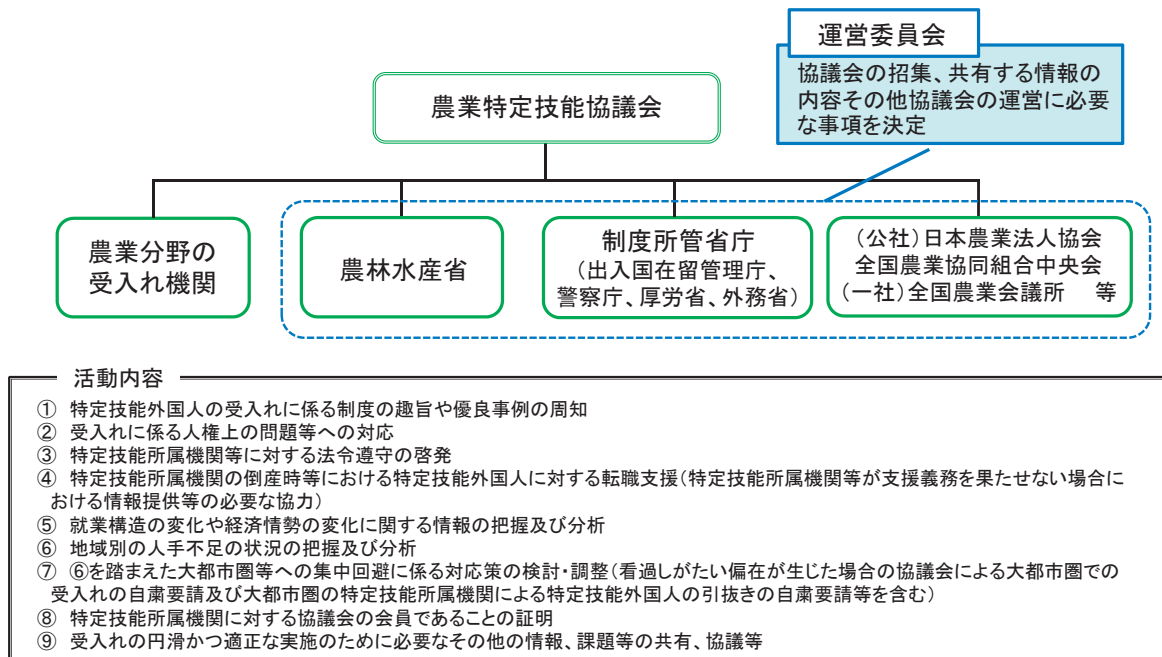 運営委員会
協議会の招集、共有する情報の
内容その他協議会の運営に必要
な事項を決定
農業特定技能協議会
農業分野の
受入れ機関
農林水産省
制度所管省庁
（出入国在留管理庁、
警察庁、厚労省、外務省）
（公社）日本農業法人協会
全国農業協同組合中央会
（一社）全国農業会議所　等
活動内容
① 特定技能外国人の受入れに係る制度の趣旨や優良事例の周知
② 受入れに係る人権上の問題等への対応
③ 特定技能所属機関等に対する法令遵守の啓発
④ 特定技能所属機関の倒産時等における特定技能外国人に対する転職支援（特定技能所属機関等が支援義務を果たせない場合に
おける情報提供等の必要な協力）
⑤ 就業構造の変化や経済情勢の変化に関する情報の把握及び分析
⑥ 地域別の人手不足の状況の把握及び分析
⑦ ⑥を踏まえた大都市圏等への集中回避に係る対応策の検討・調整（看過しがたい偏在が生じた場合の協議会による大都市圏での
受入れの自粛要請及び大都市圏の特定技能所属機関による特定技能外国人の引抜きの自粛要請等を含む）
⑧ 特定技能所属機関に対する協議会の会員であることの証明
⑨ 受入れの円滑かつ適正な実施のために必要なその他の情報、課題等の共有、協議等